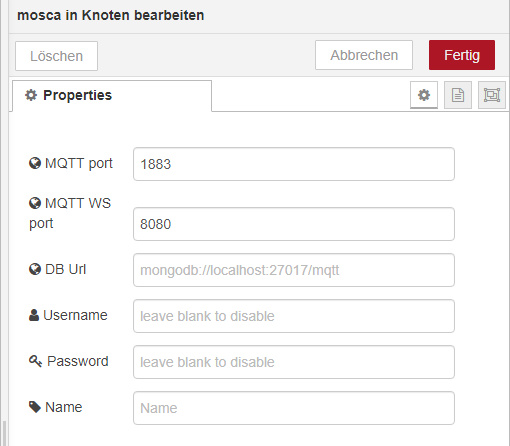 mosca in Knoten bearbeiten
Löschen
Abbrechen
Fertig
Properties
MQTT port
1883
MQTT WS
port
8080
DB Url
mongodb://localhost:27017/mqtt
Username
leave blank to disable
Password
leave blank to disable
Name
Name